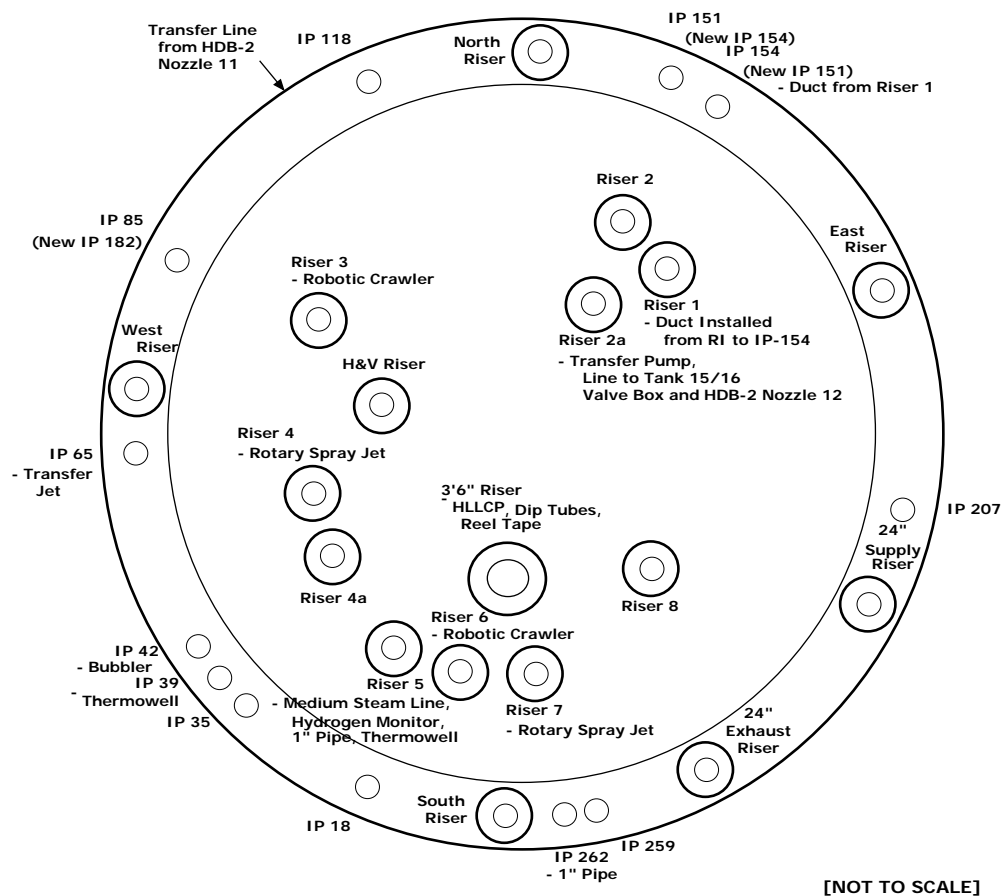 Transfer Line
from HDB-2
Nozzle 11
IP 118
North
Riser
IP 151
(New IP 154)
IP 154
(New IP 151)
- Duct from Riser 1
IP 85
(New IP 182)
Riser 2
East
Riser
Riser 3
- Robotic Crawler
Riser 1
- Duct Installed
from RI to IP-154
Riser 2a
- Transfer Pump,
Line to Tank 15/16
Valve Box and HDB-2 Nozzle 12
West
Riser
H&V Riser
IP 65
- Transfer
Jet
Riser 4
- Rotary Spray Jet
3'6" Riser
- HLLCP, Dip Tubes,
Reel Tape
IP 207
24"
Supply
Riser
Riser 4a
Riser 8
Riser 6
- Robotic Crawler
IP 42
- Bubbler
IP 39
- Thermowell
IP 35
Riser 5
- Medium Steam Line,
Hydrogen Monitor,
1" Pipe, Thermowell
Riser 7
- Rotary Spray Jet
24"
Exhaust
Riser
IP 18
South
Riser
IP 259
IP 262
- 1" Pipe
[NOT TO SCALE]